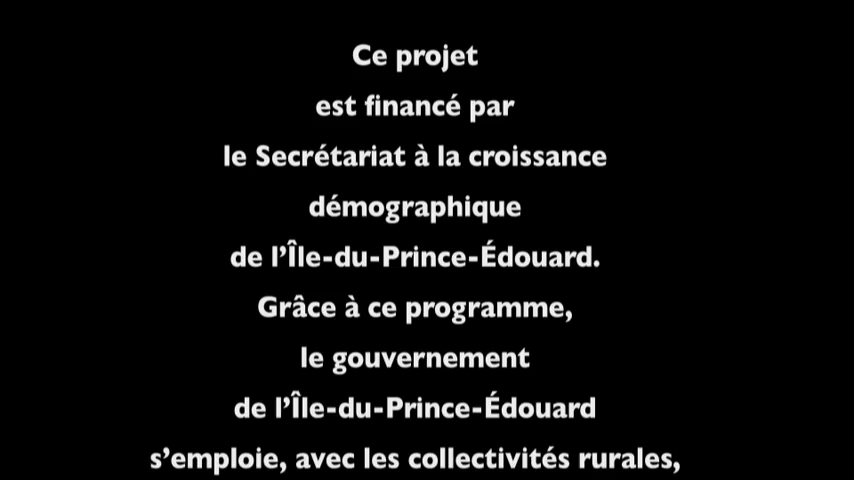 Ce projet
est financé par
le Secrétariat à la croissance
démographique
de l’Île-du-Prince-Édouard.
Grâce à ce programme,
le gouvernement
de l’Île-du-Prince-Édouard
s’emploie, avec les collectivités rurales,